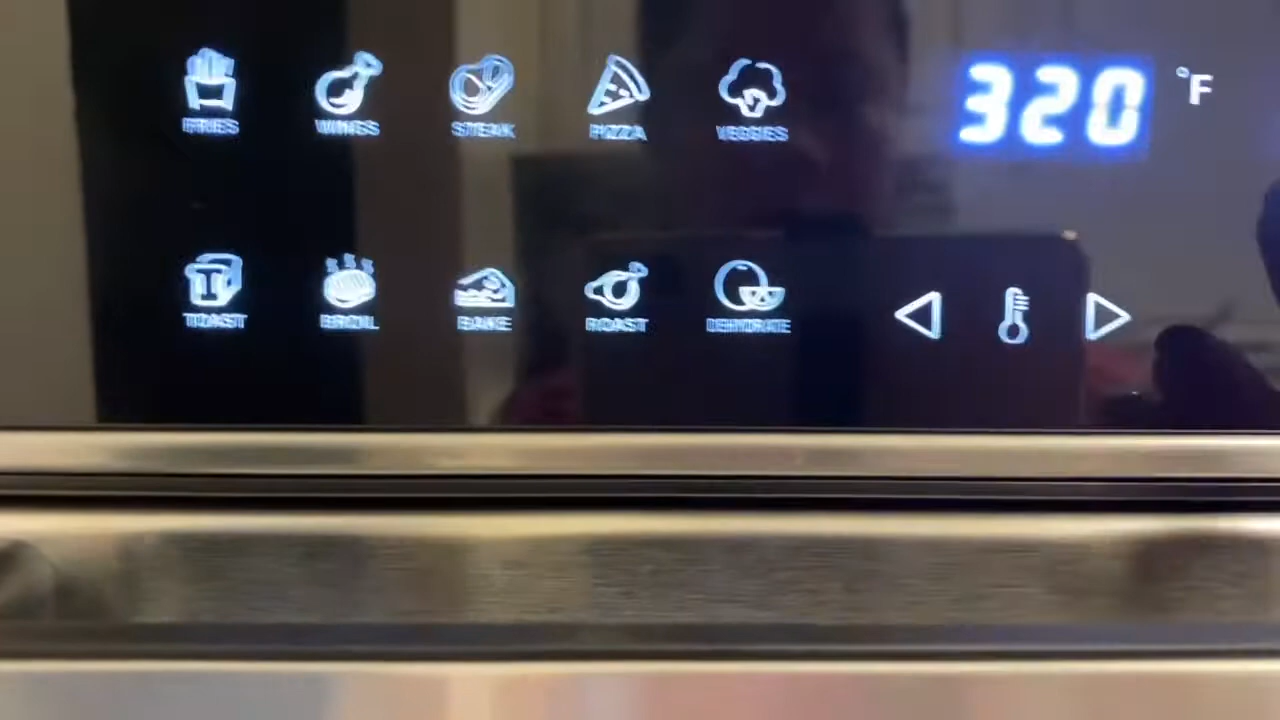 FRIES WINGS STEAK PIZZA VEGGIES 320 °F
TOAST BROIL BAKE ROAST DEHYDRATE